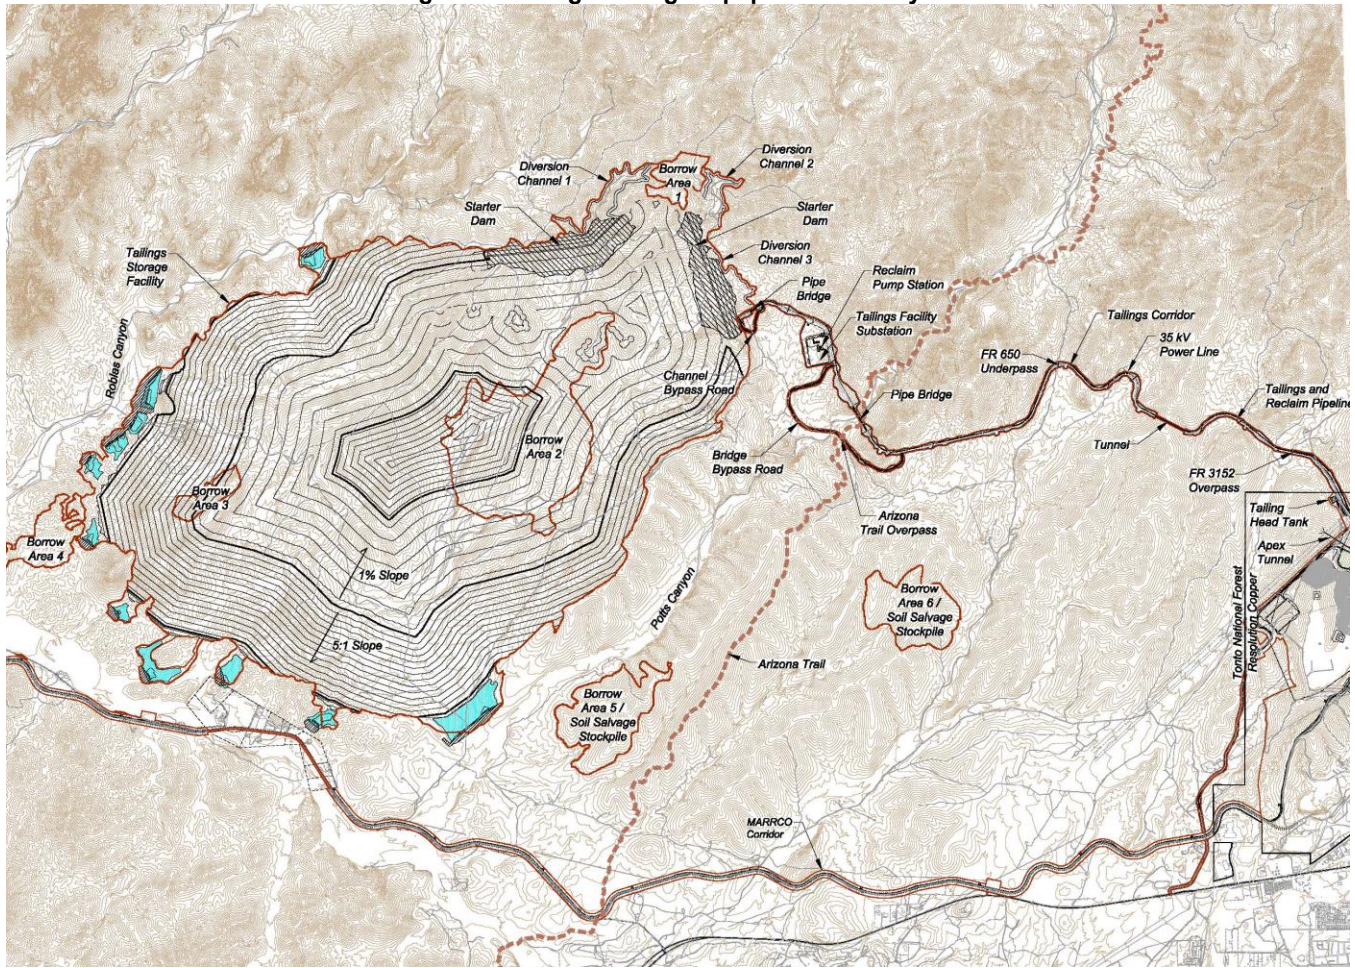 Diversion
Channel 1
Borrow
Area
1
Diversion
Channel 2
Starter
Dam
Starter
Dam
Tailings
Storage
Facility
Diversion
Channel 3
Pipe
Bridge
Reclaim
Pump Station
Tailings Facility
Substation
Tailings Corridor
35 kV
Power Line
FR 650
Underpass
Roblas Canyon
Channel
Bypass Road
Pipe Bridge
Tailings and
Reclaim Pipeline
Tunnel
Bridge
Bypass Road
Borrow
Area 2
FR 3152
Overpass
Borrow
Area 3
Arizona
Trail Overpass
Tailing
Head Tank
Borrow
Area 4
Apex
Tunnel
1% Slope
Potts Canyon
Borrow
Area 6 /
Soil Salvage
Stockpile
5:1 Slope
Arizona Trail
Tonto National Forest
Resolution Copper
Borrow
Area 5 /
Soil Salvage
Stockpile
MARRCO
Corridor